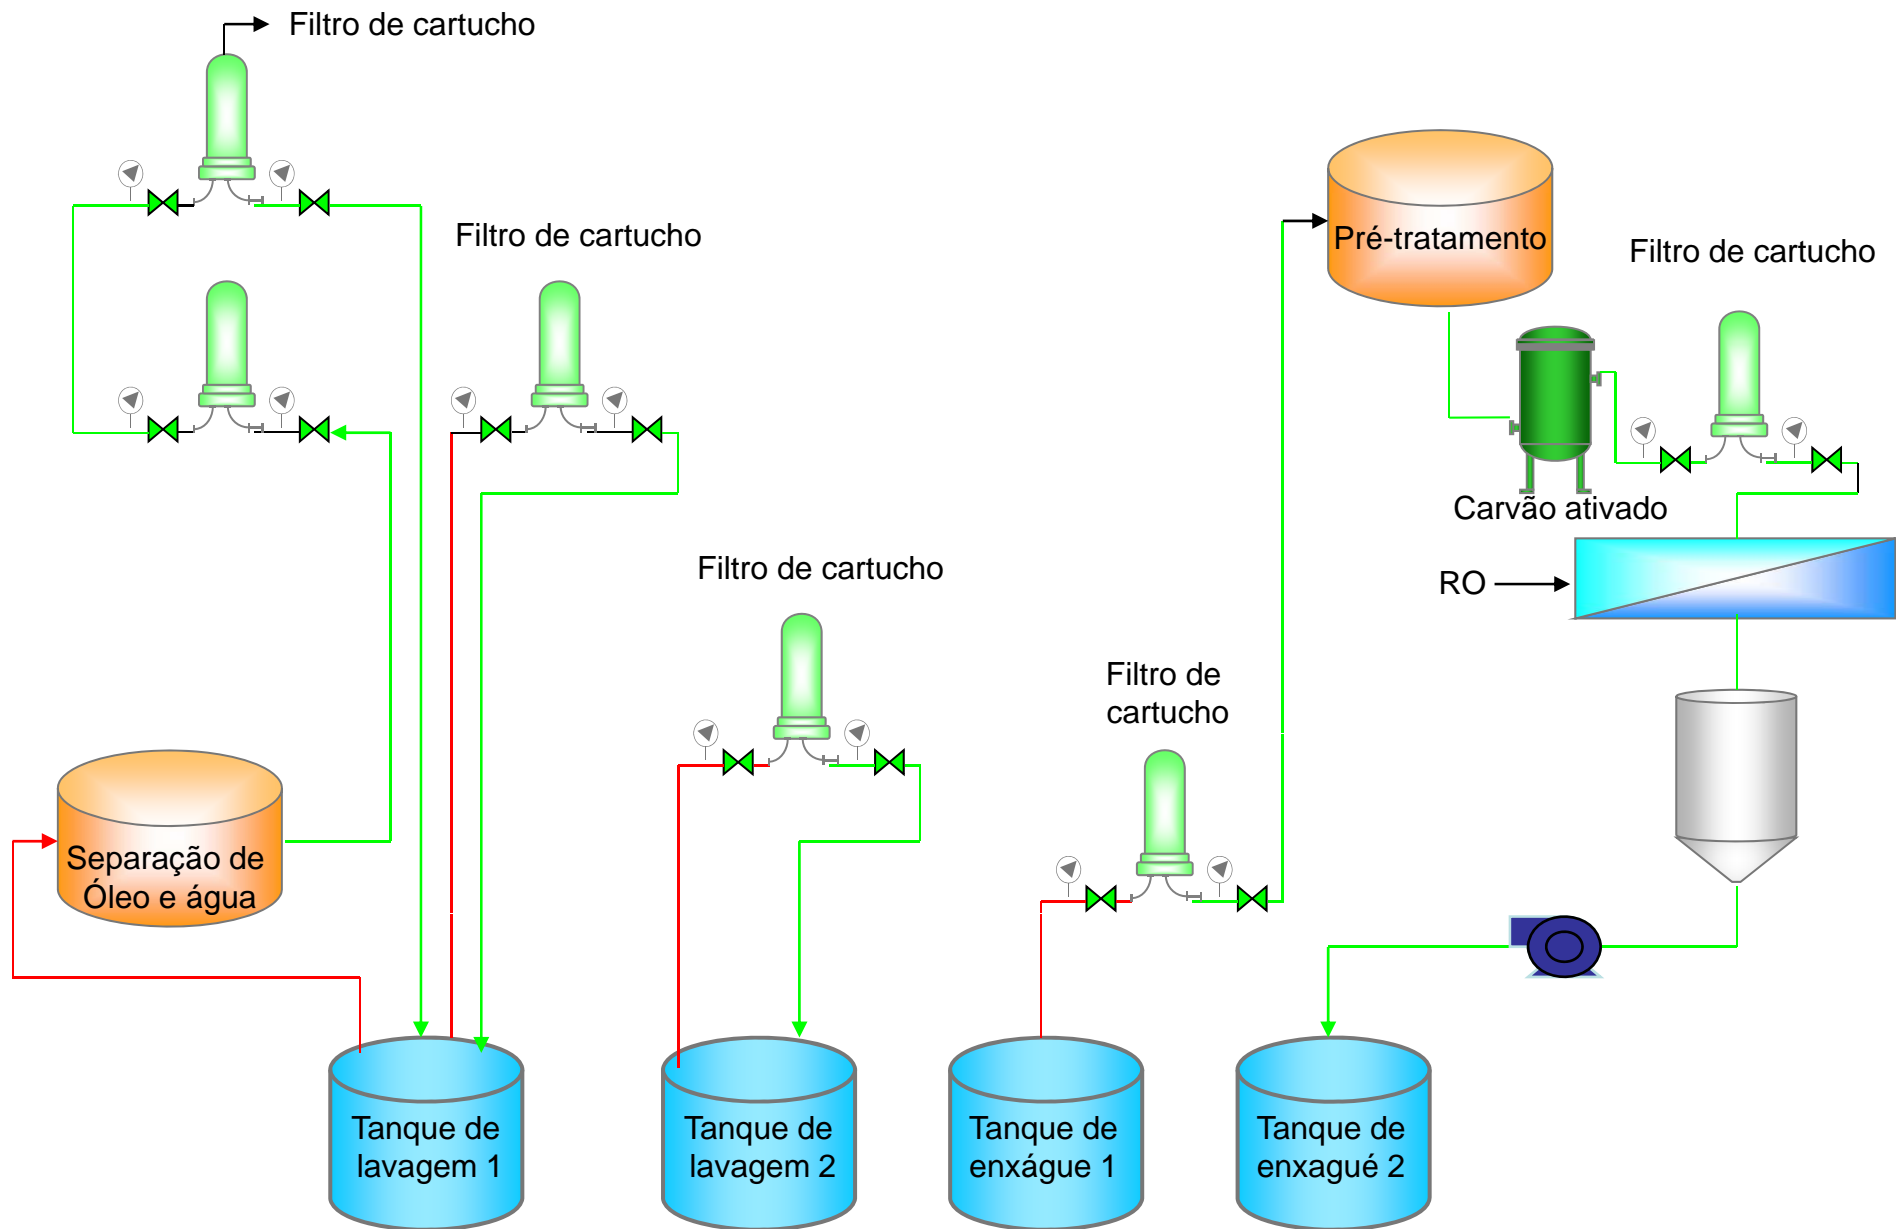 Filtro de cartucho
Filtro de cartucho
Pré-tratamento
Filtro de cartucho
Carvão ativado
Filtro de cartucho
RO
Filtro de
cartucho
Separação de
Óleo e água
Tanque de
lavagem 1
Tanque de
lavagem 2
Tanque de
enxágue 1
Tanque de
enxagué 2